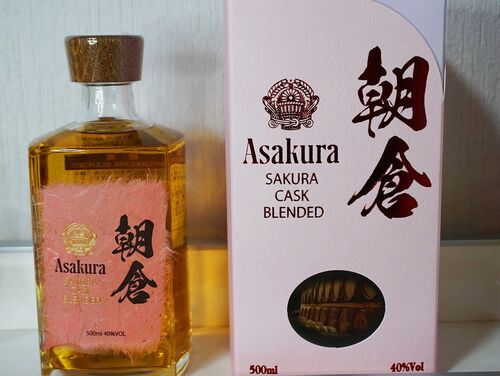 Asakura
朝倉
SAKURA
CASK
BLENDED
500ml 40%VOL
Asakura
SAKURA
CASK
BLENDED
朝倉
500ml
40%Vol